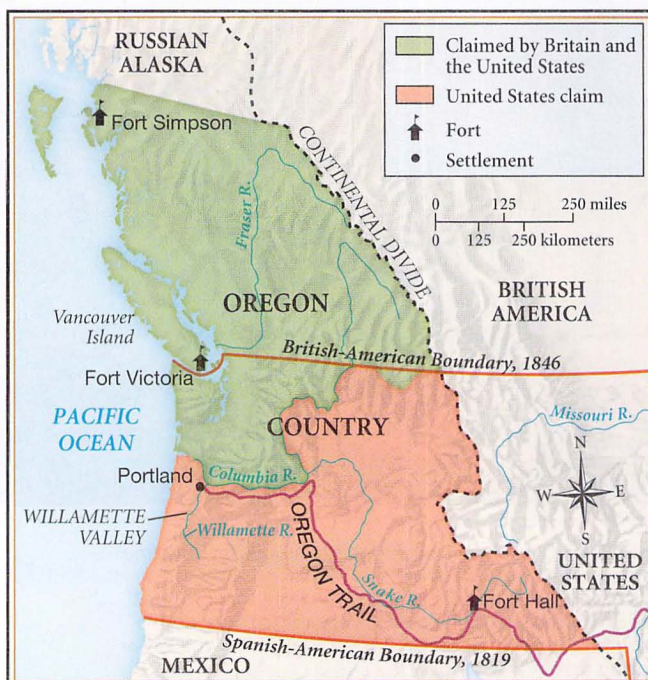 RUSSIAN
ALASKA
Claimed by Britain and
the United States
United States claim
Fort
Settlement
Fort Simpson
CONTINENTAL DIVIDE
0 125 250 miles
0 125 250 kilometers
Fraser R.
OREGON
BRITISH
AMERICA
Vancouver
Island
British-American Boundary, 1846
Fort Victoria
PACIFIC
OCEAN
COUNTRY
Missouri R.
N
W E
S
Portland
Columbia R.
WILLAMETTE
VALLEY
Willamette R.
OREGON TRAIL
Snake R.
Fort Hall
UNITED
STATES
Spanish-American Boundary, 1819
MEXICO